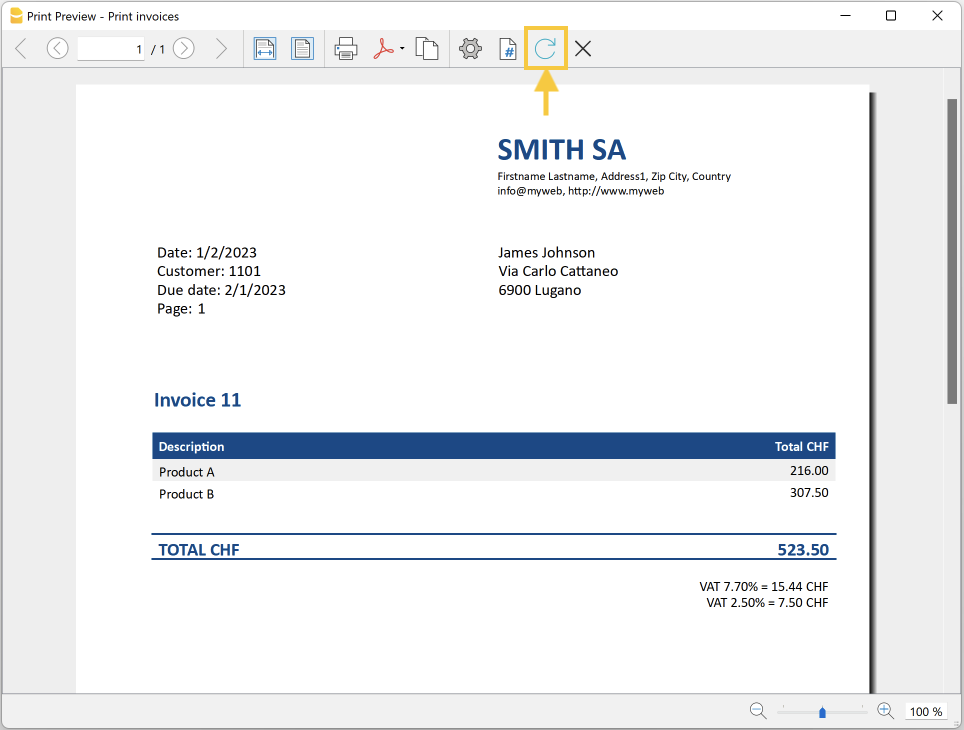 Print Preview - Print invoices
1 / 1
#
SMITH SA
Firstname Lastname, Address1, Zip City, Country
info@myweb, http://www.myweb
Date: 1/2/2023
Customer: 1101
Due date: 2/1/2023
Page: 1
James Johnson
Via Carlo Cattaneo
6900 Lugano
Invoice 11
Description Total CHF
Product A 216.00
Product B 307.50
TOTAL CHF 523.50
VAT 7.70% = 15.44 CHF
VAT 2.50% = 7.50 CHF
100 %